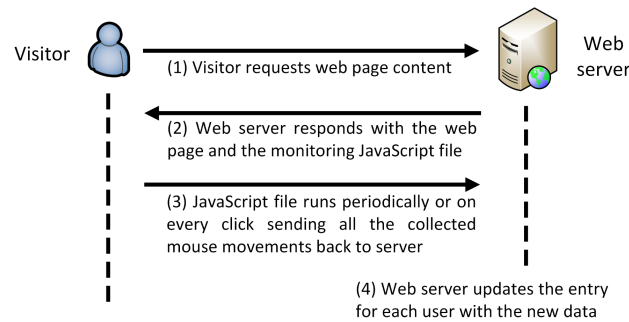 Visitor
Web
server
(1) Visitor requests web page content
(2) Web server responds with the web
page and the monitoring JavaScript file
(3) JavaScript file runs periodically or on
every click sending all the collected
mouse movements back to server
(4) Web server updates the entry
for each user with the new data